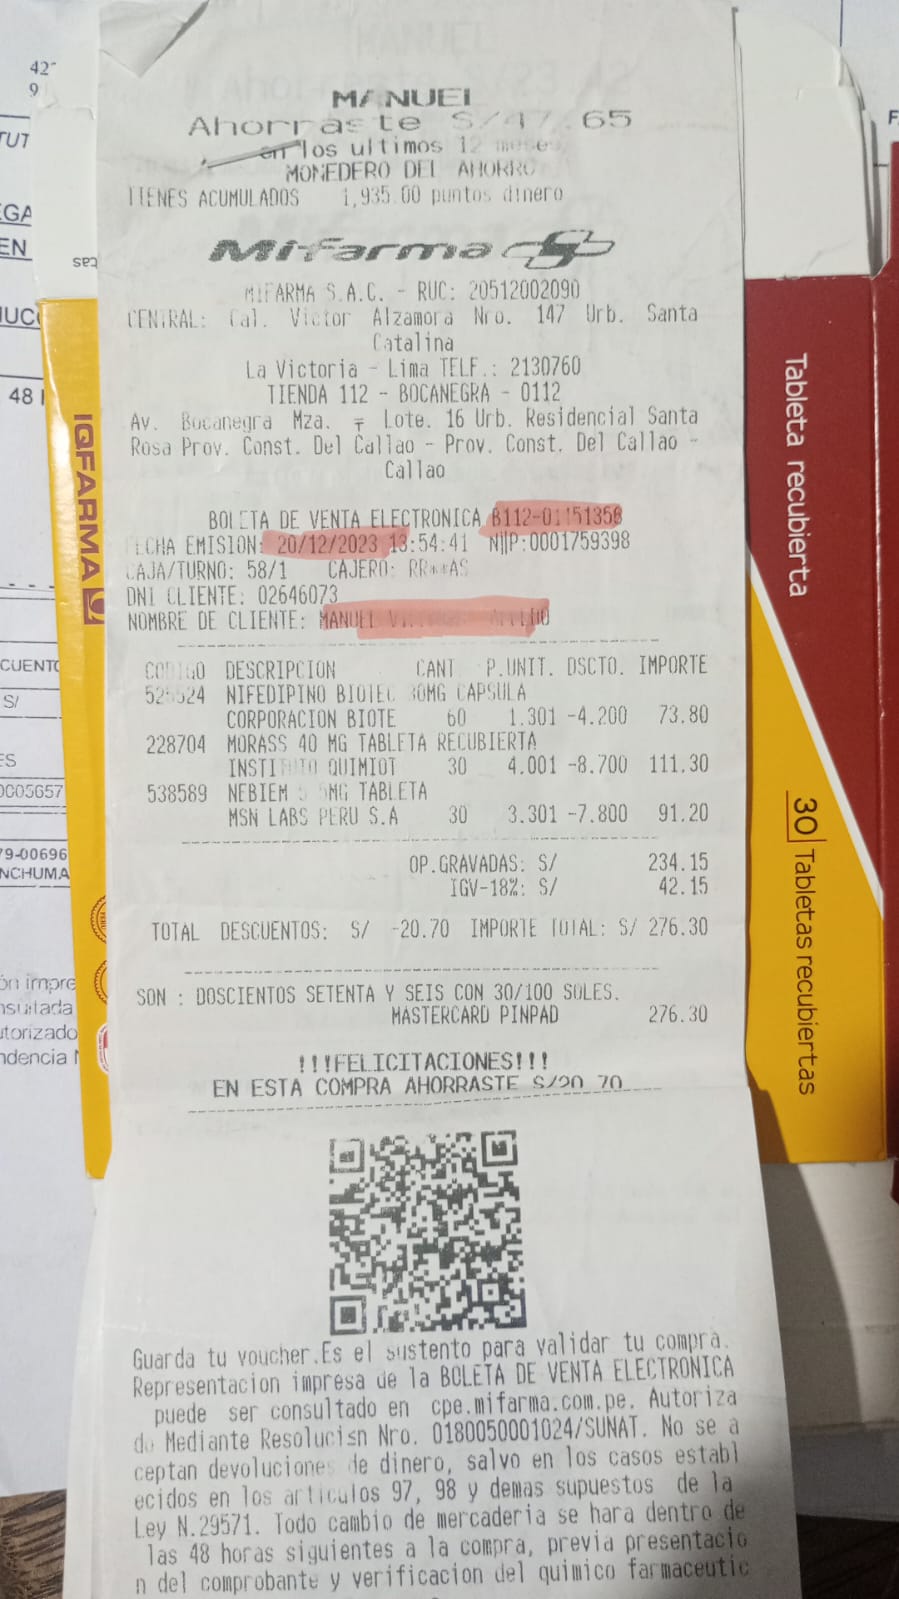 MANUEL
Ahorraste S/47.65
en los ultimos 12 meses
MONEDERO DEL AHORRO
TIENES ACUMULADOS 1,935.00 puntos dinero
Mifarma
MIFARMA S.A.C. - RUC: 20512002090
CENTRAL: Cal. Victor Alzamora Nro. 147 Urb. Santa
Catalina
La Victoria - Lima TELF.: 2130760
TIENDA 112 - BOCANEGRA - 0112
Av. Bocanegra Mza. Lote. 16 Urb. Residencial Santa
Rosa Prov. Const. Del Callao - Prov. Const. Del Callao -
Callao
BOLETA DE VENTA ELECTRONICA B112-01151358
FECHA EMISION: 20/12/2023 13:54:41 :0001759398
CAJA/TURNO: 58/1 CAJERO: RR**AS
DNI CLIENTE: 02646073
NOMBRE DE CLIENTE: MANUEL
CODIGO DESCRIPCION CANT P.UNIT. DSCTO. IMPORTE
NIFEDIPINO BIOTEC 30MG CAPSULA
CORPORACION BIOTE 60 1.301 -4.200 73.80
228704 MORASS 40 MG TABLETA RECUBIERTA
INSTITUTO QUIMIOT 30 4.001 -8.700 111.30
538589 NEBIEM 5 MG TABLETA
MSN LABS PERU S.A 30 3.301 -7.800 91.20
OP.GRAVADAS: S/ 234.15
IGV-18%: S/ 42.15
TOTAL DESCUENTOS: S/ -20.70 IMPORTE TOTAL: S/ 276.30
SON : DOSCIENTOS SETENTA Y SEIS CON 30/100 SOLES.
MASTERCARD PINPAD 276.30
!!!FELICITACIONES!!!
EN ESTA COMPRA AHORRASTE S/20.70
Guarda tu voucher.Es el sustento para validar tu compra.
Representacion impresa de la BOLETA DE VENTA ELECTRONICA
puede ser consultado en cpe.mifarma.com.pe. Autoriza
do Mediante Resolucisn Nro. 0180050001024/SUNAT. No se a
ceptan devoluciones de dinero, salvo en los casos establ
ecidos en los articulos 97, 98 y demas supuestos de la
Ley N.29571. Todo cambio de mercaderia se hara dentro de
las 48 horas siguientes a la compra, previa presentacio
n del comprobante y verificacion del quimico farmaceutic
IQFARMA
Tableta recubierta
30 Tabletas recubiertas